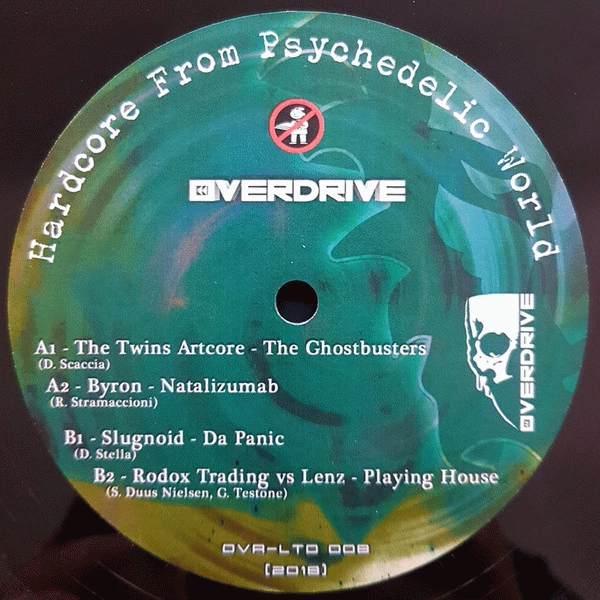 Hardcore From Psychedelic World
OVERDRIVE
A1 - The Twins Artcore - The Ghostbusters
(D. Scaccia)
A2 - Byron - Natalizumab
(R. Stramaccioni)
OVERDRIVE
B1 - Slugnoid - Da Panic
(D. Stella)
B2 - Rodox Trading vs Lenz - Playing House
(S. Duus Nielsen, G. Testone)
OVR-LTD 008
(2018)